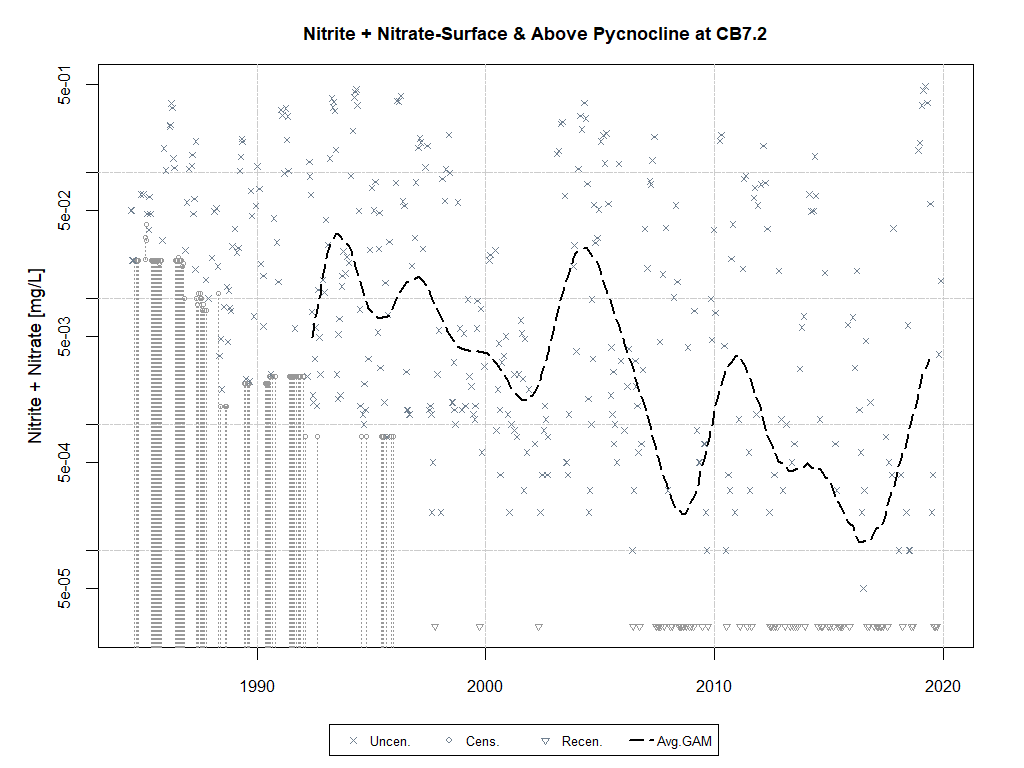 Nitrite + Nitrate-Surface & Above Pycnocline at CB7.2
Nitrite + Nitrate [mg/L]
5e-01
5e-02
5e-03
5e-04
5e-05
1990 2000 2010 2020
Uncen. Cens. Recen. Avg.GAM